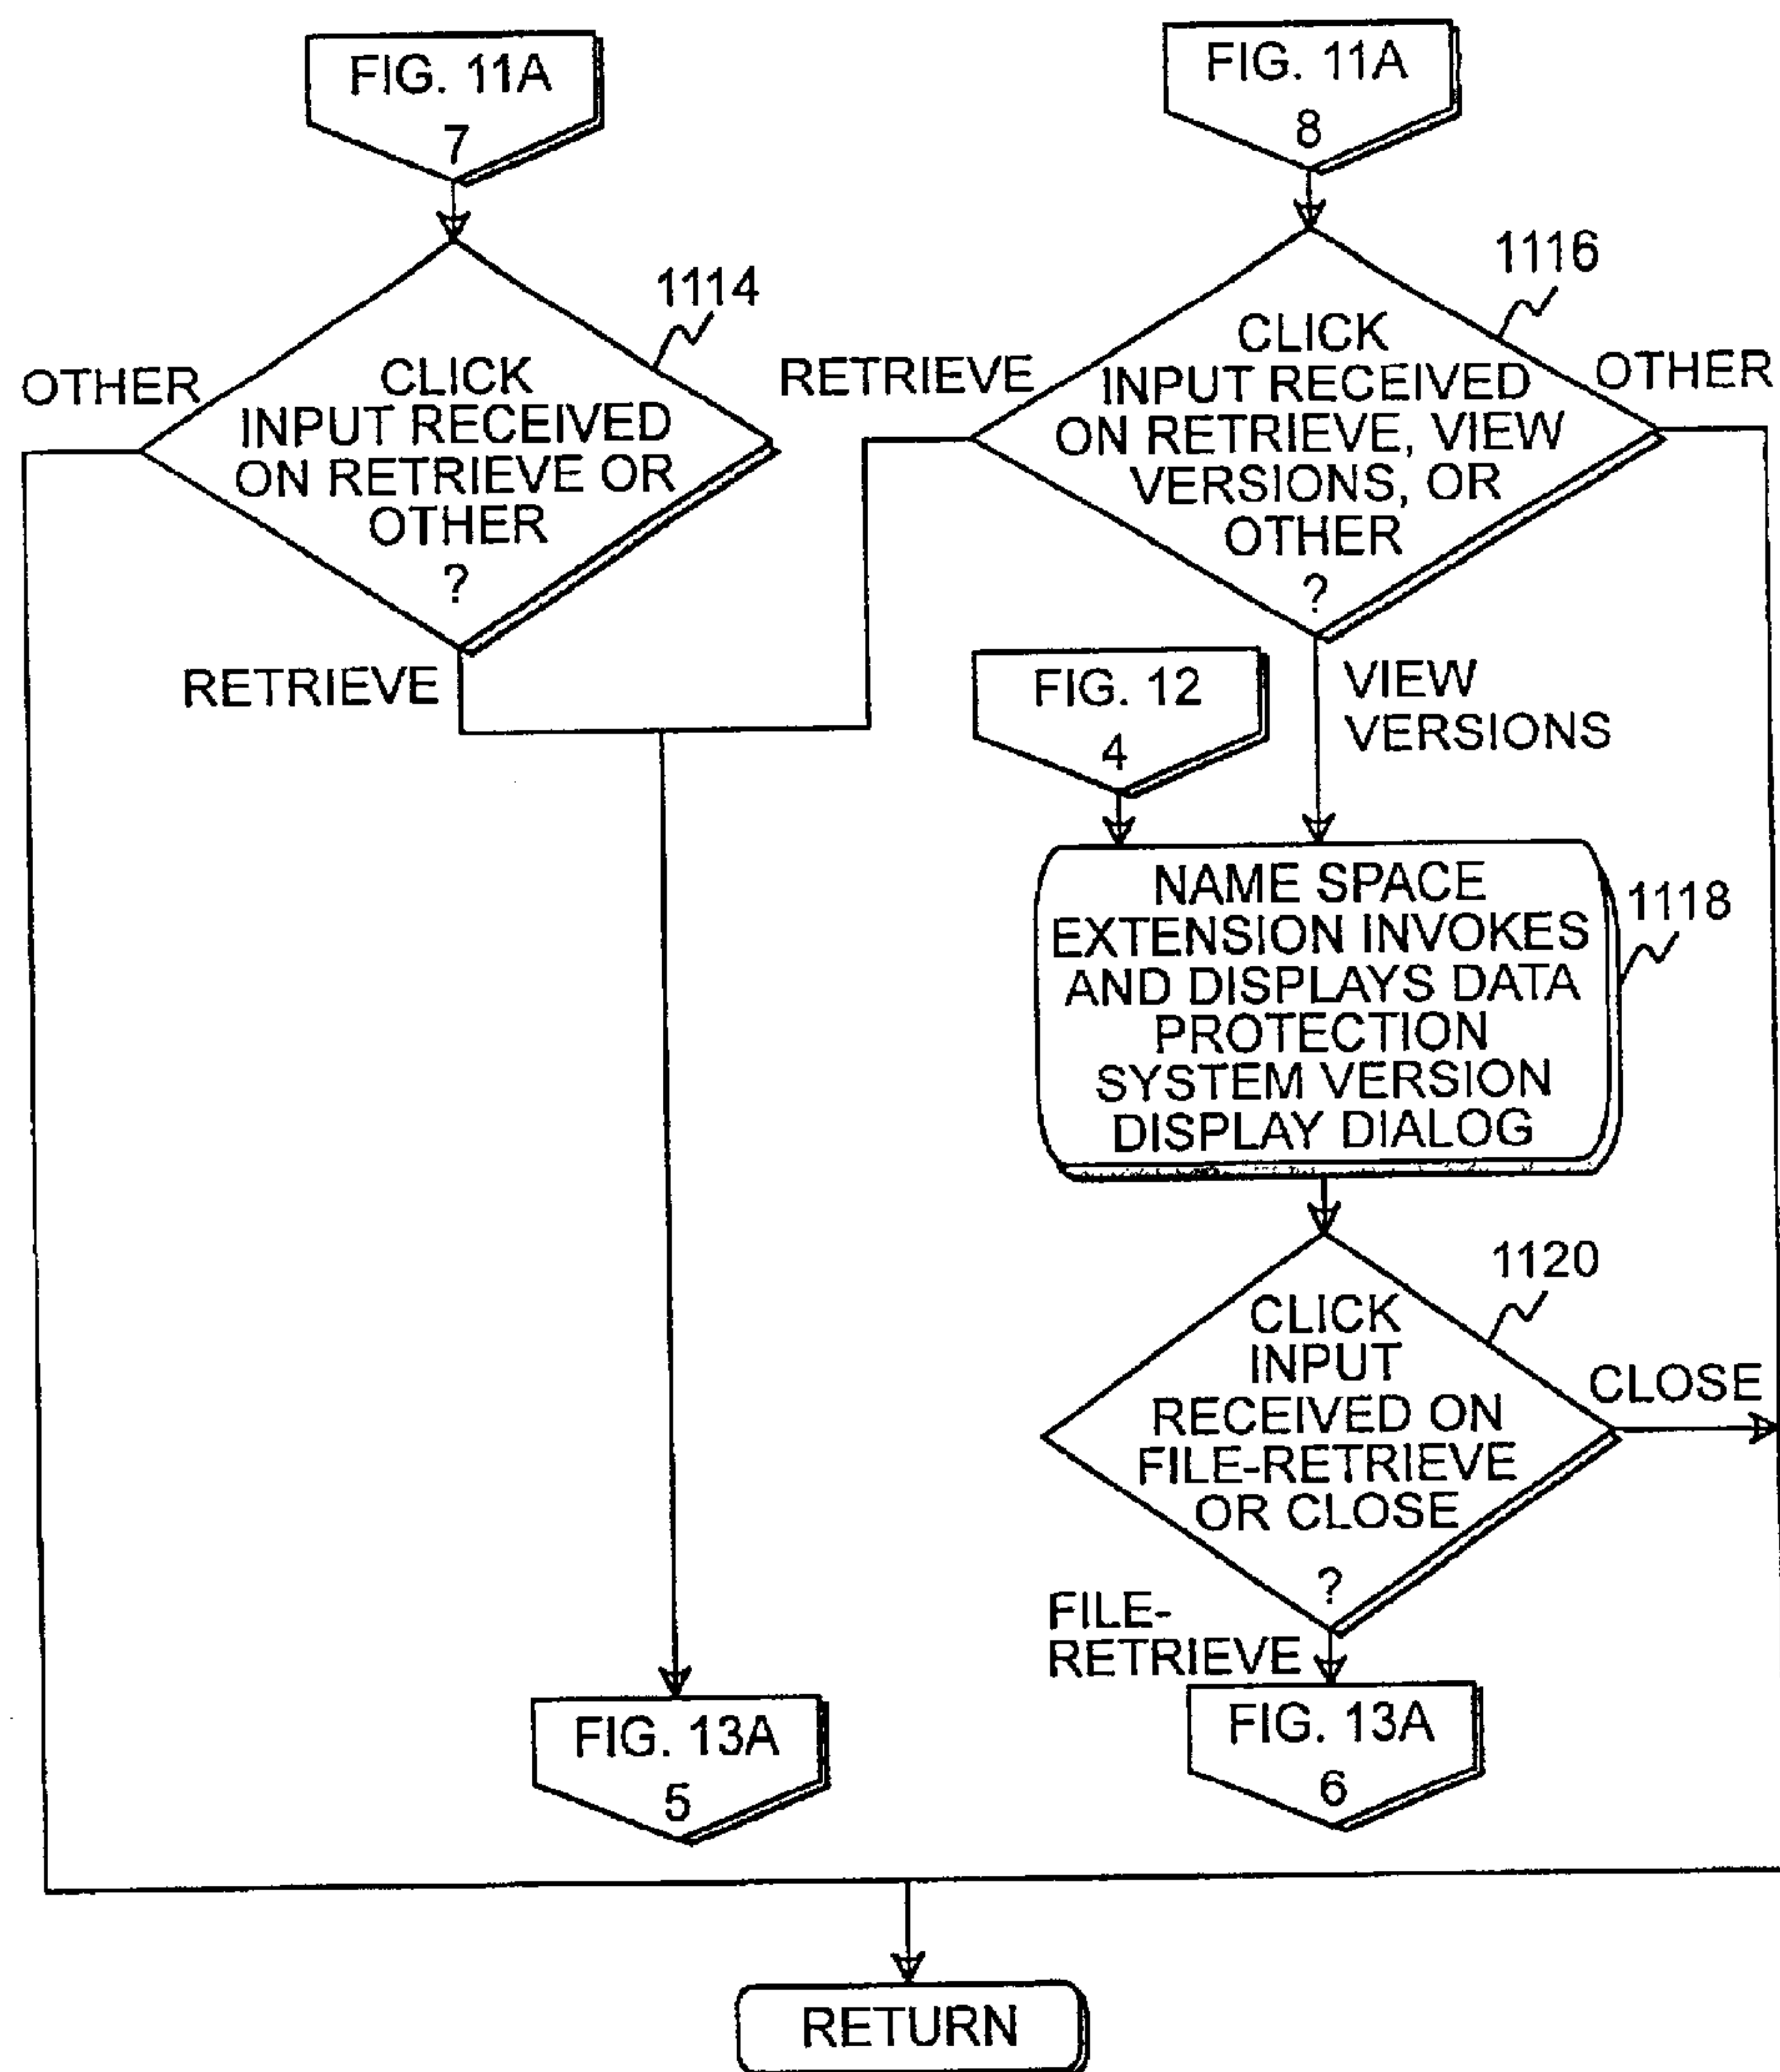 FIG. 11A
7
FIG. 11A
8
1114
1116
OTHER
CLICK
INPUT RECEIVED
ON RETRIEVE OR
OTHER
?
RETRIEVE
RETRIEVE
CLICK
INPUT RECEIVED
ON RETRIEVE, VIEW
VERSIONS, OR
OTHER
?
OTHER
FIG. 12
4
VIEW
VERSIONS
NAME SPACE
EXTENSION INVOKES
AND DISPLAYS DATA
PROTECTION
SYSTEM VERSION
DISPLAY DIALOG
1118
1120
CLICK
INPUT
RECEIVED ON
FILE-RETRIEVE
OR CLOSE
?
CLOSE
FILE-
RETRIEVE
FIG. 13A
5
FIG. 13A
6
RETURN